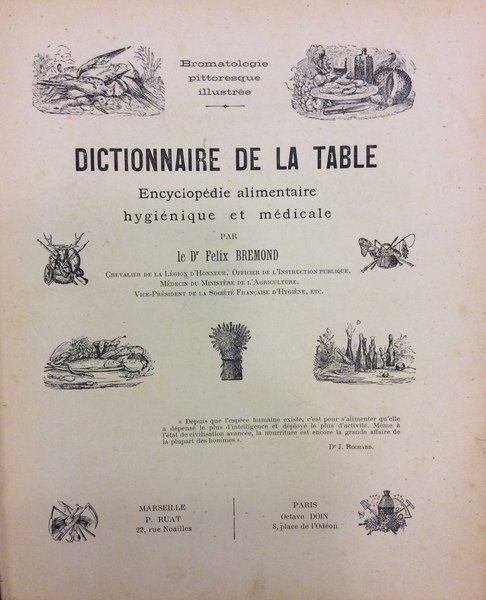 Bromatologie
pittoresque
illustrée
DICTIONNAIRE DE LA TABLE
Encyclopédie alimentaire
hygiénique et médicale
PAR
le Dr Felix BREMOND
Chevalier de la Légion d'Honneur, Officier de l'Instruction publique,
Médecin du Ministère de l'Agriculture,
Vice-Président de la Société Française d'Hygiène, etc.
« Depuis que l'espèce humaine existe, c'est pour s'alimenter qu'elle
a dépensé le plus d'intelligence et déployé le plus d'activité. Même à
l'état de civilisation avancée, la nourriture est encore la grande affaire de
la plupart des hommes ».
Dr J. Rochard.
MARSEILLE
P. RUAT
22, rue Noailles
PARIS
Octave DOIN
8, place de l'Odéon